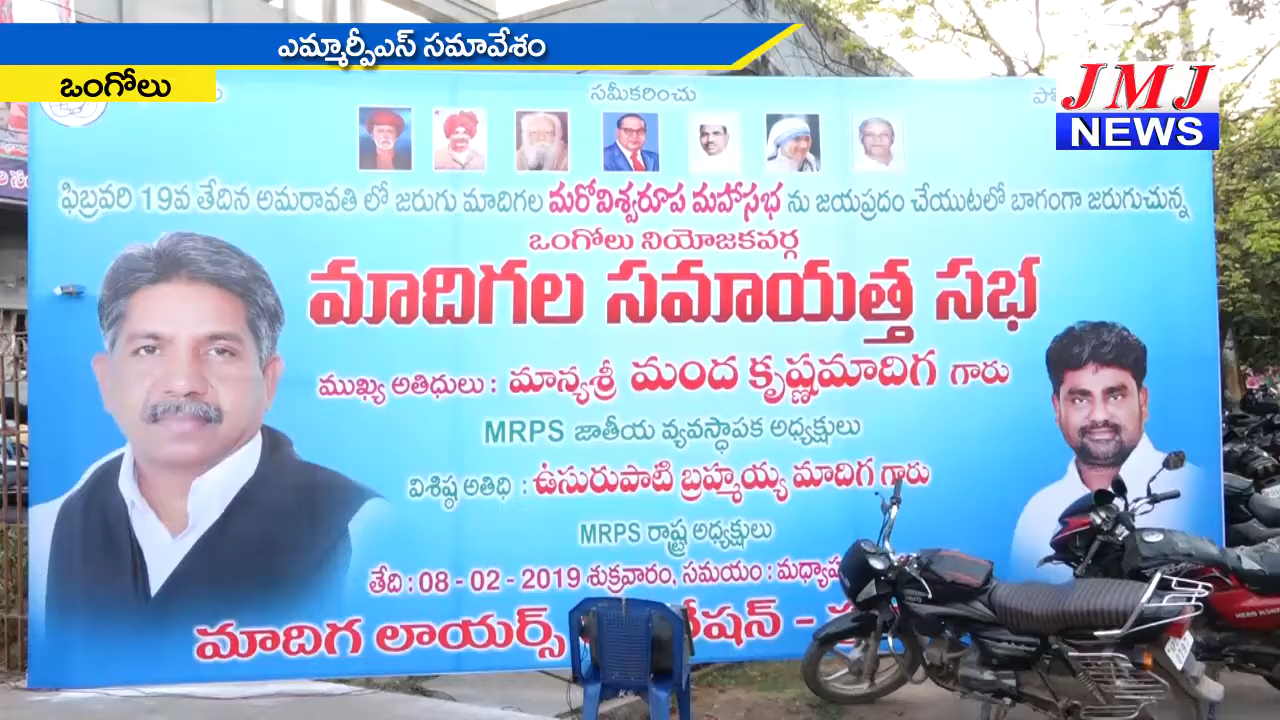 ఎమ్మార్పీఎస్ సమావేశం
ఒంగోలు
JMJ
NEWS
సమీకరించు
ఫిబ్రవరి 19వ తేదిన అమరావతి లో జరుగు మాదిగల మరోవిశ్వరూప మహాసభ ను జయప్రదం చేయుటలో బాగంగా జరుగుచున్న
ఒంగోలు నియోజకవర్గ
మాదిగల సమాయత్త సభ
ముఖ్య అతిధులు : మాన్యశ్రీ మంద కృష్ణమాదిగ గారు
MRPS జాతీయ వ్యవస్ధాపక అధ్యక్షులు
విశిష్ఠ అతిధి : ఉసురుపాటి బ్రహ్మయ్య మాదిగ గారు
MRPS రాష్ట్ర అధ్యక్షులు
తేది : 08 - 02 - 2019 శుక్రవారం, సమయం :
మాదిగ లాయర్స్
JMJ
NEWS